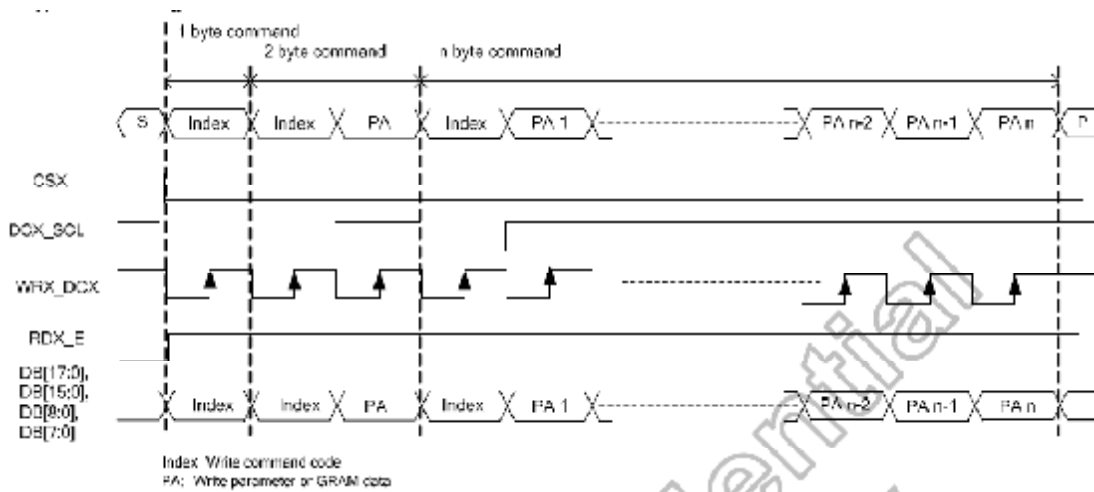 1 byte command
2 byte command
n byte command
S Index Index PA Index PA 1 PA n-2 PA n-1 PA n P
CSX
DCX_SCL
WRX_DCX
RDX_E
DB[17:0],
DB[15:0],
DB[8:0],
DB[7:0]
Index Index PA Index PA 1 PA n-2 PA n-1 PA n
Index Write command code
PA: Write parameter or GRAM data